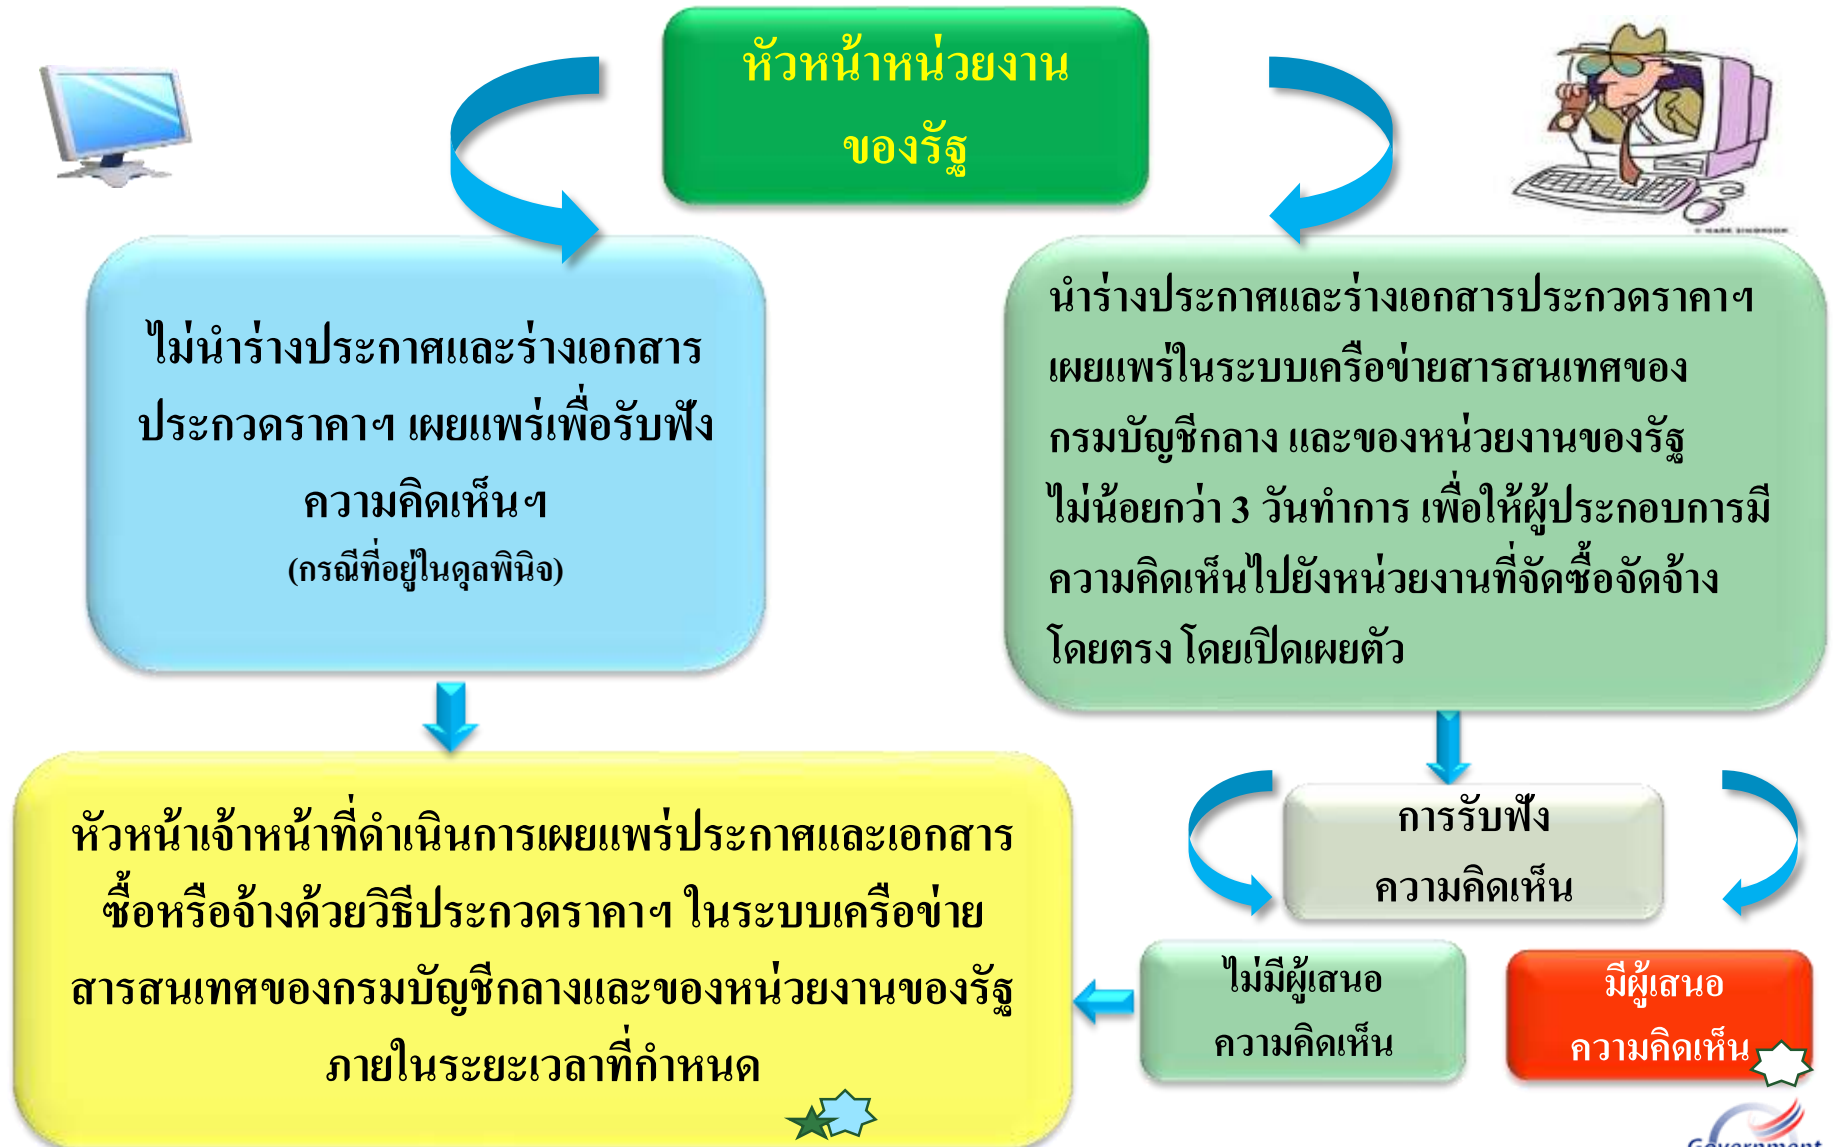 หัวหน้าหน่วยงาน
ของรัฐ
ไม่นำร่างประกาศและร่างเอกสาร
ประกวดราคาฯ เผยแพร่เพื่อรับฟัง
ความคิดเห็นฯ
(กรณีที่อยู่ในดุลพินิจ)
นำร่างประกาศและร่างเอกสารประกวดราคาฯ
เผยแพร่ในระบบเครือข่ายสารสนเทศของ
กรมบัญชีกลาง และของหน่วยงานของรัฐ
ไม่น้อยกว่า 3 วันทำการ เพื่อให้ผู้ประกอบการมี
ความคิดเห็นไปยังหน่วยงานที่จัดซื้อจัดจ้าง
โดยตรง โดยเปิดเผยตัว
หัวหน้าเจ้าหน้าที่ดำเนินการเผยแพร่ประกาศและเอกสาร
ซื้อหรือจ้างด้วยวิธีประกวดราคาฯ ในระบบเครือข่าย
สารสนเทศของกรมบัญชีกลางและของหน่วยงานของรัฐ
ภายในระยะเวลาที่กำหนด
การรับฟัง
ความคิดเห็น
ไม่มีผู้เสนอ
ความคิดเห็น
มีผู้เสนอ
ความคิดเห็น
Government